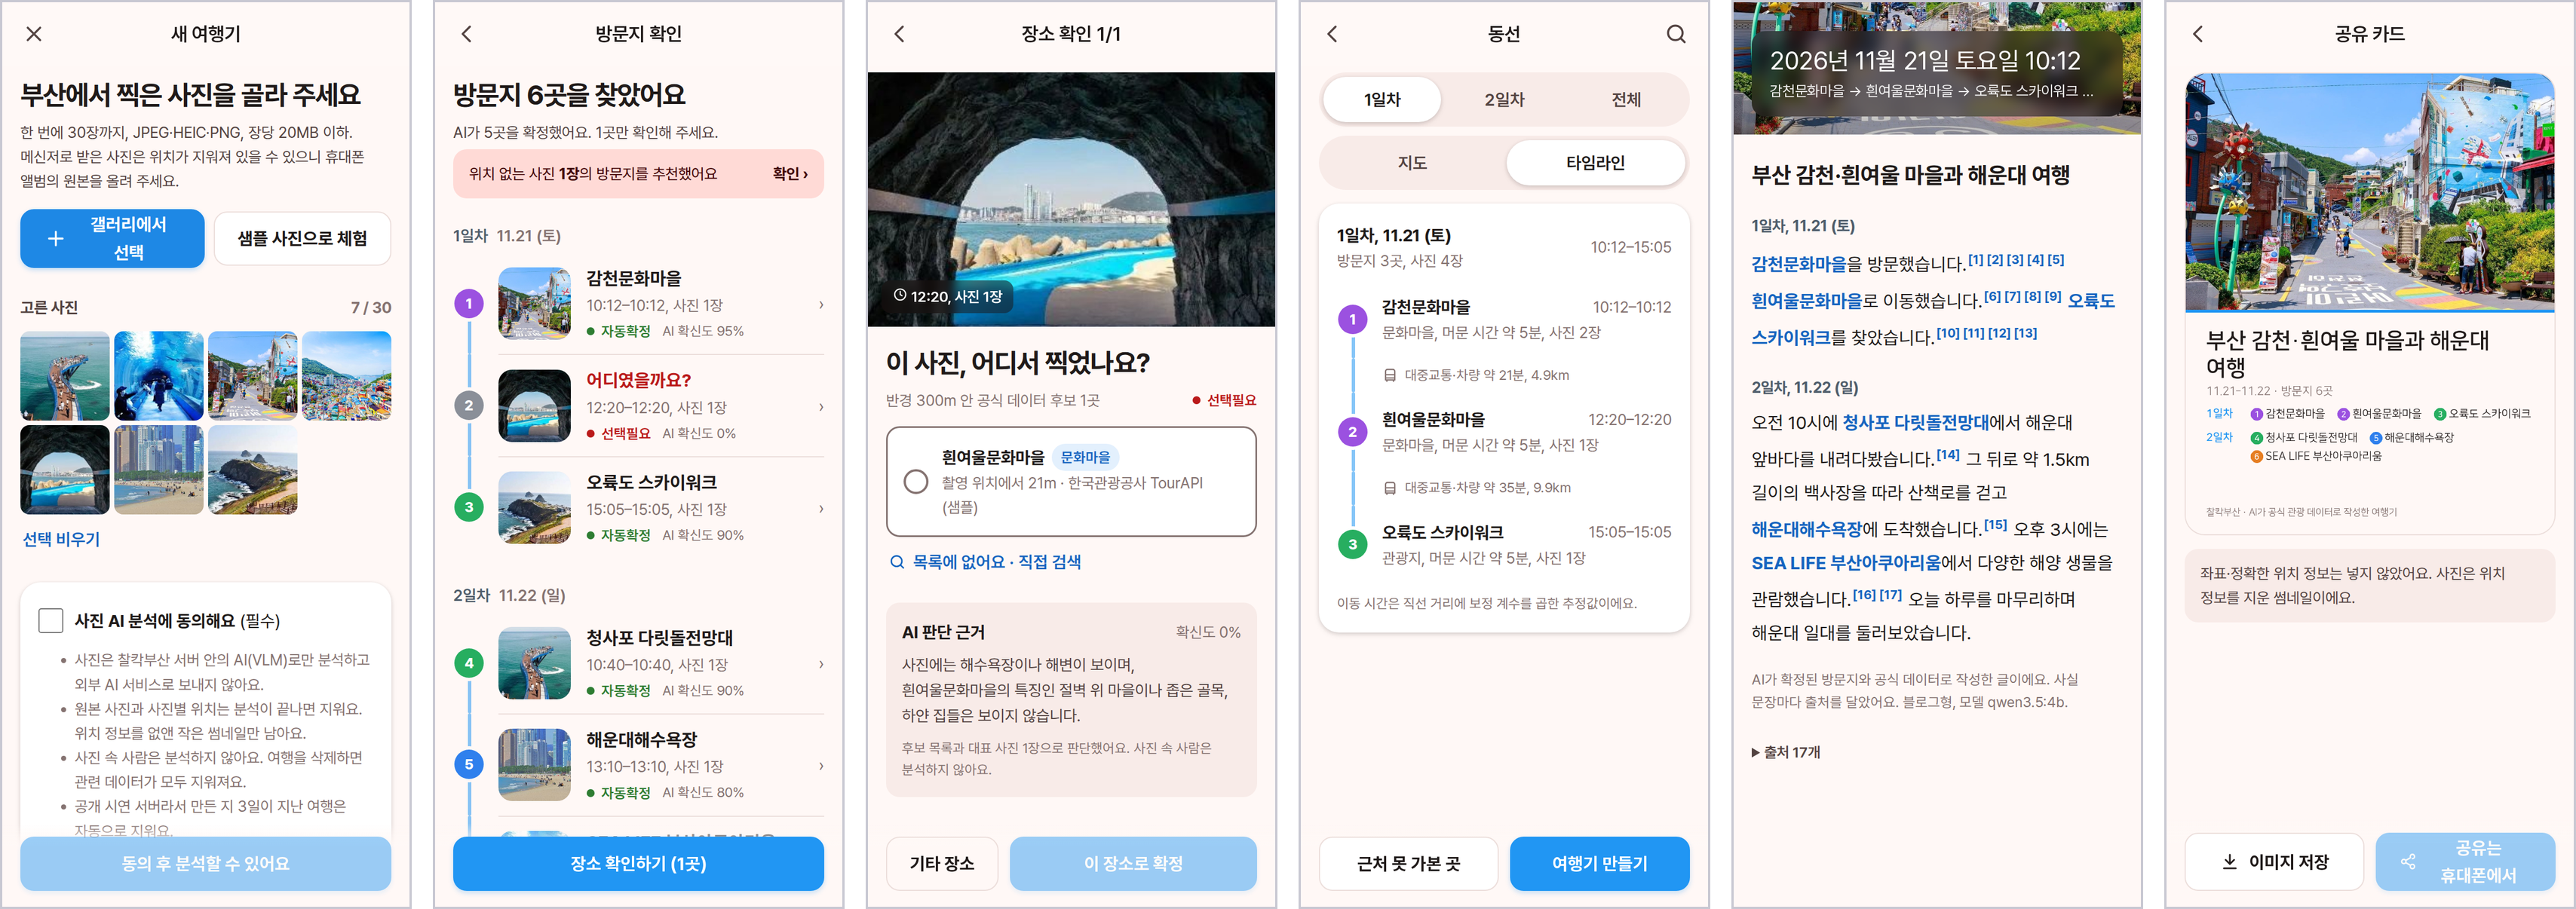 새 여행기
부산에서 찍은 사진을 골라 주세요
한 번에 30장까지, JPEG·HEIC·PNG, 장당 20MB 이하.
메신저로 받은 사진은 위치가 지워져 있을 수 있으니 휴대폰
앨범의 원본을 올려 주세요.
갤러리에서
선택
샘플 사진으로 체험
고른 사진
7 / 30
선택 비우기
사진 AI 분석에 동의해요 (필수)
• 사진은 찰칵부산 서버 안의 AI(VLM)로만 분석하고
외부 AI 서비스로 보내지 않아요.
• 원본 사진과 사진별 위치는 분석이 끝나면 지워요.
위치 정보를 없앤 작은 썸네일만 남아요.
• 사진 속 사람은 분석하지 않아요. 여행을 삭제하면
관련 데이터가 모두 지워져요.
• 공개 시연 서버라서 만든 지 3일이 지난 여행은
자동으로 지워요.
동의 후 분석할 수 있어요
방문지 확인
방문지 6곳을 찾았어요
AI가 5곳을 확정했어요. 1곳만 확인해 주세요.
위치 없는 사진 1장의 방문지를 추천했어요
확인 ›
1일차 11.21 (토)
1
감천문화마을
10:12–10:12, 사진 1장
● 자동확정 AI 확신도 95%
2
어디였을까요?
12:20–12:20, 사진 1장
● 선택필요 AI 확신도 0%
3
오륙도 스카이워크
15:05–15:05, 사진 1장
● 자동확정 AI 확신도 90%
2일차 11.22 (일)
4
청사포 다릿돌전망대
10:40–10:40, 사진 1장
● 자동확정 AI 확신도 90%
5
해운대해수욕장
13:10–13:10, 사진 1장
● 자동확정 AI 확신도 80%
장소 확인하기 (1곳)
장소 확인 1/1
12:20, 사진 1장
이 사진, 어디서 찍었나요?
반경 300m 안 공식 데이터 후보 1곳
● 선택필요
흰여울문화마을 문화마을
촬영 위치에서 21m · 한국관광공사 TourAPI
(샘플)
목록에 없어요 · 직접 검색
AI 판단 근거
확신도 0%
사진에는 해수욕장이나 해변이 보이며,
흰여울문화마을의 특징인 절벽 위 마을이나 좁은 골목,
하얀 집들은 보이지 않습니다.
후보 목록과 대표 사진 1장으로 판단했어요. 사진 속 사람은
분석하지 않아요.
기타 장소
이 장소로 확정
동선
1일차
2일차
전체
지도
타임라인
1일차, 11.21 (토)
방문지 3곳, 사진 4장
10:12–15:05
1
감천문화마을
10:12–10:12
문화마을, 머문 시간 약 5분, 사진 2장
대중교통·차량 약 21분, 4.9km
2
흰여울문화마을
12:20–12:20
문화마을, 머문 시간 약 5분, 사진 1장
대중교통·차량 약 35분, 9.9km
3
오륙도 스카이워크
15:05–15:05
관광지, 머문 시간 약 5분, 사진 1장
이동 시간은 직선 거리에 보정 계수를 곱한 추정값이에요.
근처 못 가본 곳
여행기 만들기
2026년 11월 21일 토요일 10:12
감천문화마을 → 흰여울문화마을 → 오륙도 스카이워크 ...
부산 감천·흰여울 마을과 해운대 여행
1일차, 11.21 (토)
감천문화마을을 방문했습니다.[1] [2] [3] [4] [5]
흰여울문화마을로 이동했습니다.[6] [7] [8] [9] 오륙도
스카이워크를 찾았습니다.[10] [11] [12] [13]
2일차, 11.22 (일)
오전 10시에 청사포 다릿돌전망대에서 해운대
앞바다를 내려다봤습니다.[14] 그 뒤로 약 1.5km
길이의 백사장을 따라 산책로를 걷고
해운대해수욕장에 도착했습니다.[15] 오후 3시에는
SEA LIFE 부산아쿠아리움에서 다양한 해양 생물을
관람했습니다.[16] [17] 오늘 하루를 마무리하며
해운대 일대를 둘러보았습니다.
AI가 확정된 방문지와 공식 데이터로 작성한 글이에요. 사실
문장마다 출처를 달았어요. 블로그형, 모델 qwen3.5:4b.
▶ 출처 17개
공유 카드
부산 감천·흰여울 마을과 해운대
여행
11.21-11.22 · 방문지 6곳
1일차 1 감천문화마을 2 흰여울문화마을 3 오륙도 스카이워크
2일차 4 청사포 다릿돌전망대 5 해운대해수욕장
6 SEA LIFE 부산아쿠아리움
찰칵부산 · AI가 공식 관광 데이터로 작성한 여행기
좌표·정확한 위치 정보는 넣지 않았어요. 사진은 위치
정보를 지운 썸네일이에요.
이미지 저장
공유는
휴대폰에서